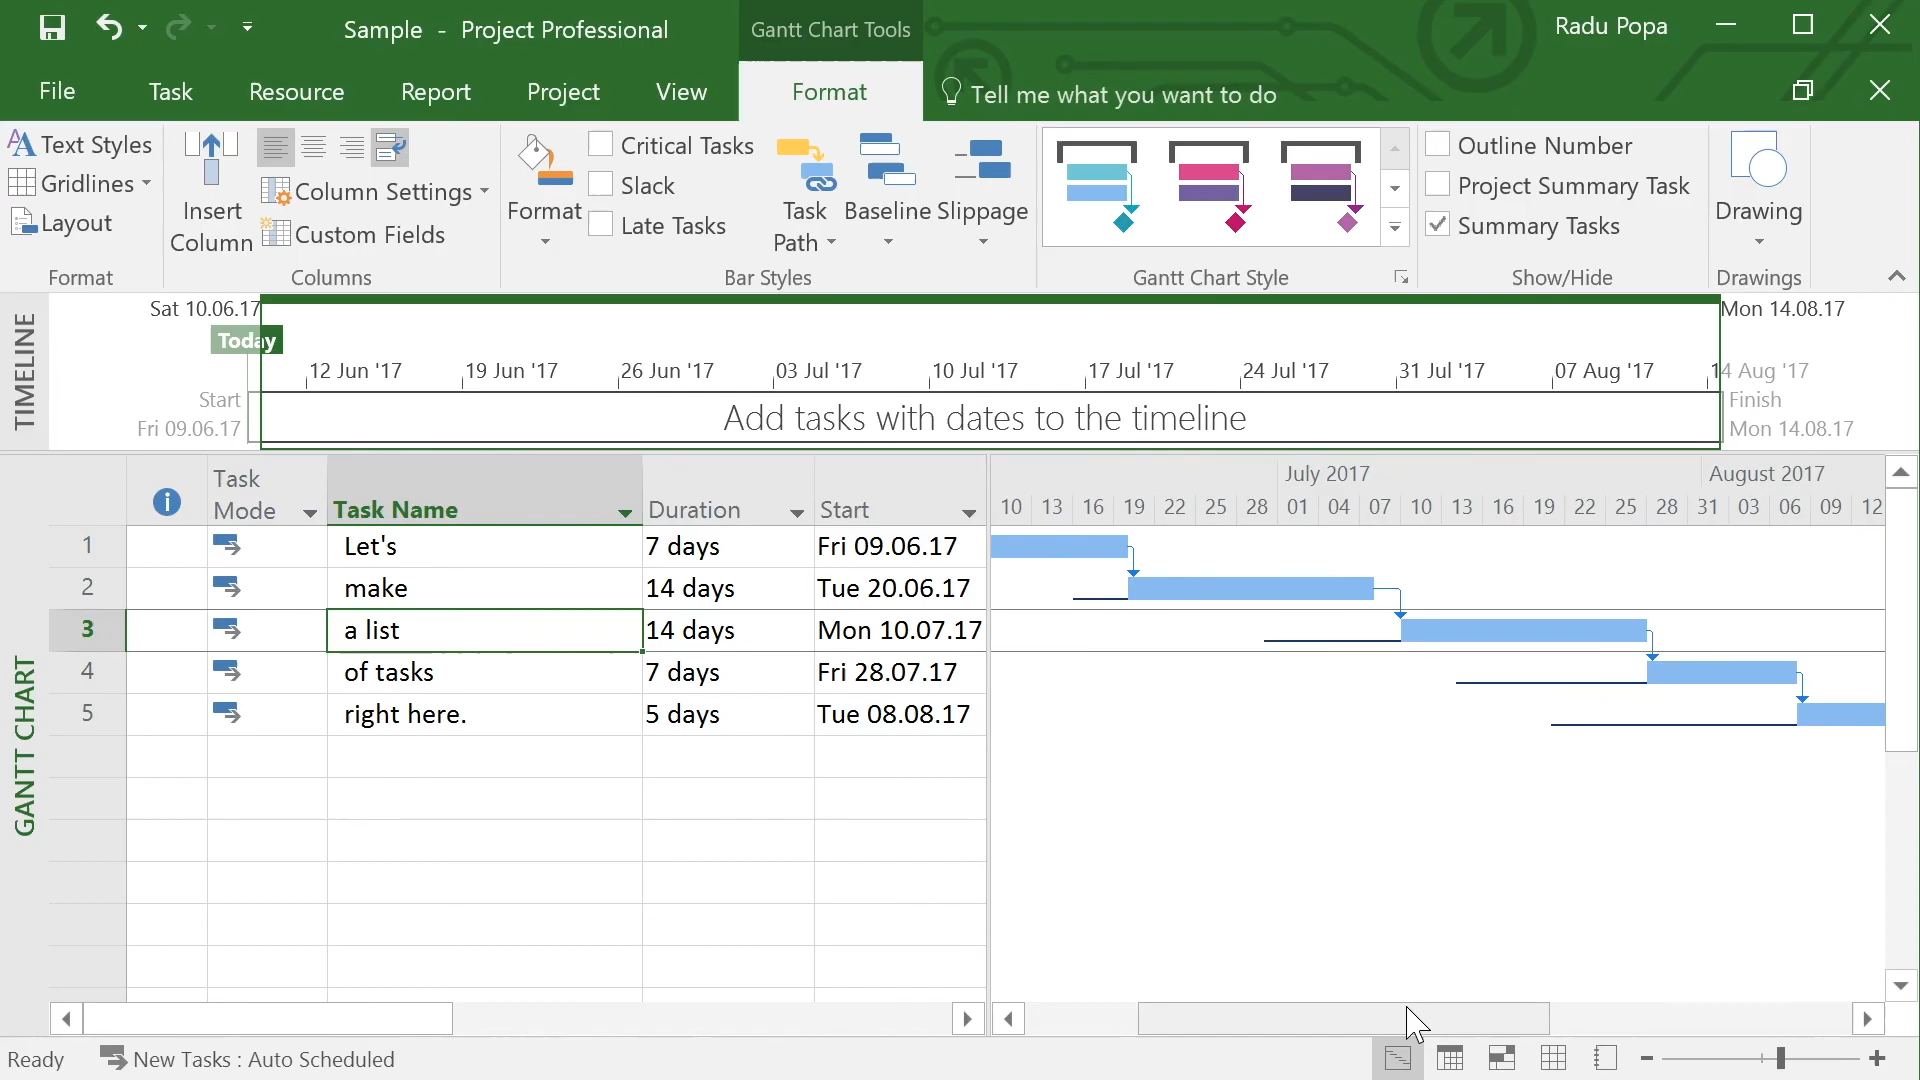 Sample - Project Professional
Gantt Chart Tools
Radu Popa
File Task Resource Report Project View Format Tell me what you want to do
Text Styles
Gridlines
Layout
Format
Insert Column
Column Settings
Custom Fields
Columns
Format
Critical Tasks
Slack
Late Tasks
Task Path
Baseline
Slippage
Bar Styles
Gantt Chart Style
Outline Number
Project Summary Task
Summary Tasks
Show/Hide
Drawing
Drawings
TIMELINE
Sat 10.06.17
Mon 14.08.17
Today
12 Jun '17 19 Jun '17 26 Jun '17 03 Jul '17 10 Jul '17 17 Jul '17 24 Jul '17 31 Jul '17 07 Aug '17 14 Aug '17
Start
Fri 09.06.17
Add tasks with dates to the timeline
Finish
Mon 14.08.17
GANTT CHART
Task Mode Task Name Duration Start
July 2017 August 2017
10 13 16 19 22 25 28 01 04 07 10 13 16 19 22 25 28 31 03 06 09 12
1 Let's 7 days Fri 09.06.17
2 make 14 days Tue 20.06.17
3 a list 14 days Mon 10.07.17
4 of tasks 7 days Fri 28.07.17
5 right here. 5 days Tue 08.08.17
Ready New Tasks : Auto Scheduled